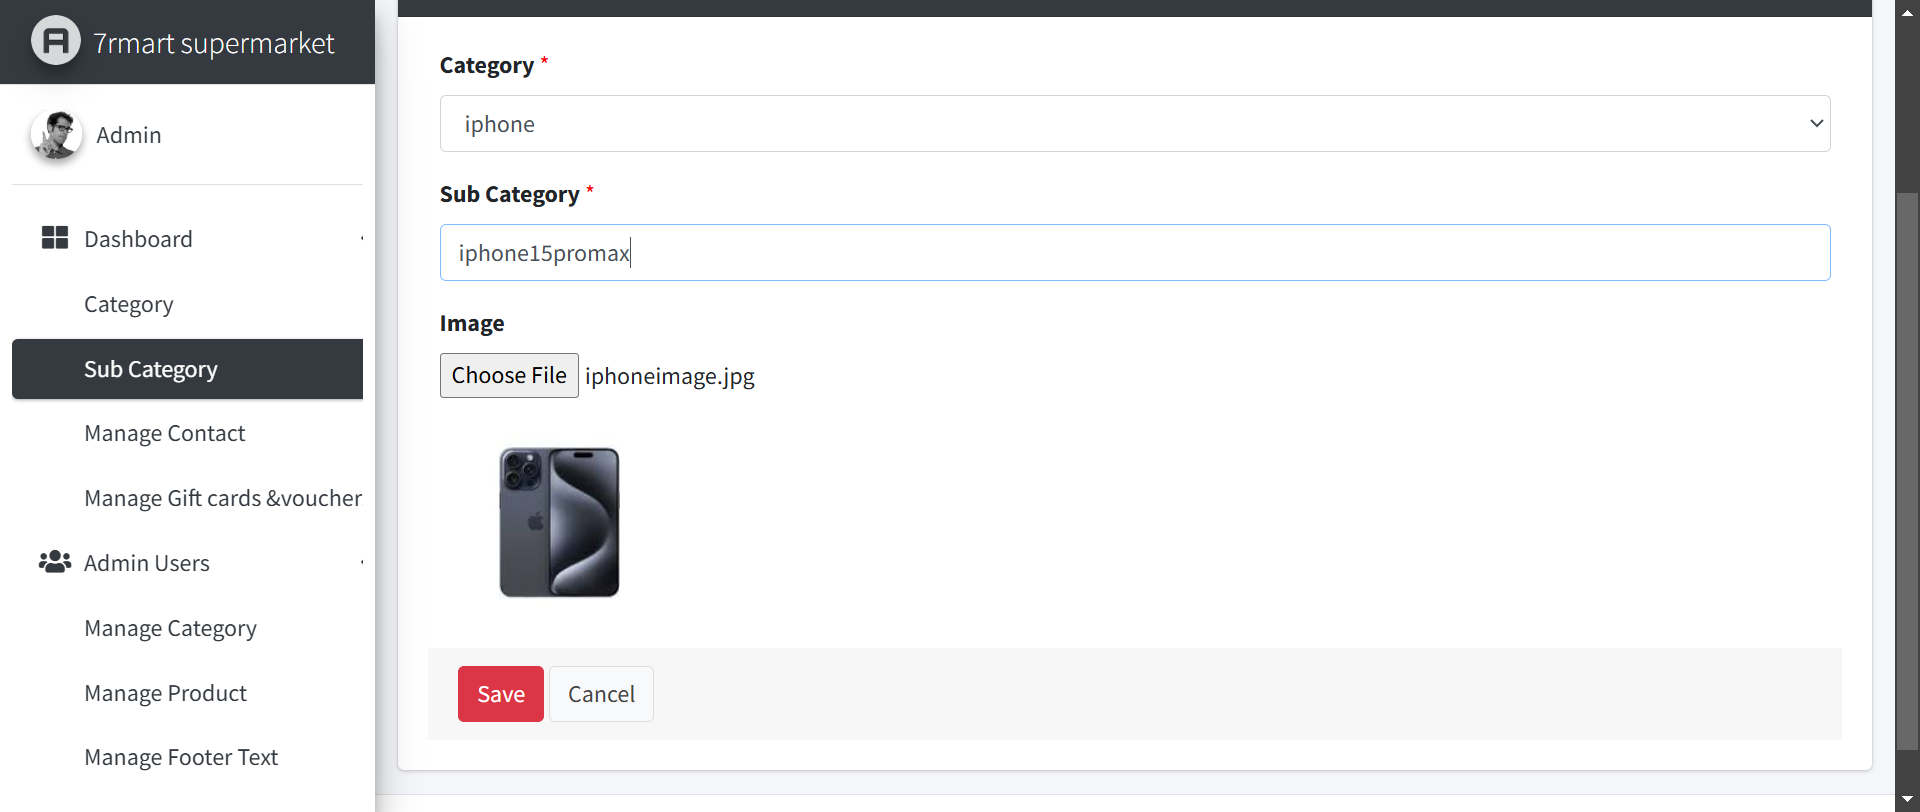 7rmart supermarket
Admin
Dashboard
Category
Sub Category
Manage Contact
Manage Gift cards &voucher
Admin Users
Manage Category
Manage Product
Manage Footer Text
Category *
iphone
Sub Category *
iphone15promax
Image
Choose File iphoneimage.jpg
Save Cancel